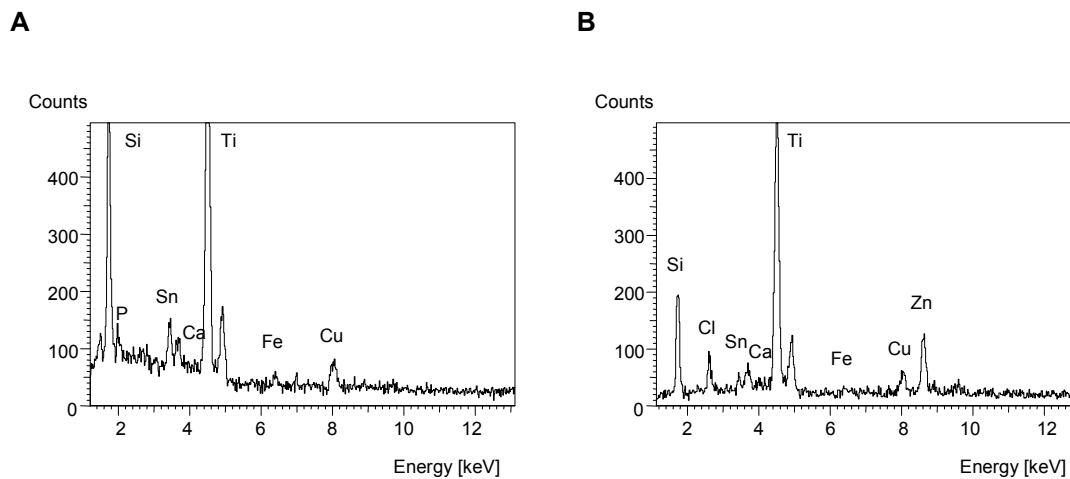 A
B
Counts
Counts
Si
Ti
400
300
200
100
0
P
Sn
Ca
Fe
Cu
2
4
6
8
10
12
Energy [keV]
Ti
400
300
200
100
0
Si
Cl
Sn
Ca
Fe
Cu
Zn
2
4
6
8
10
12
Energy [keV]